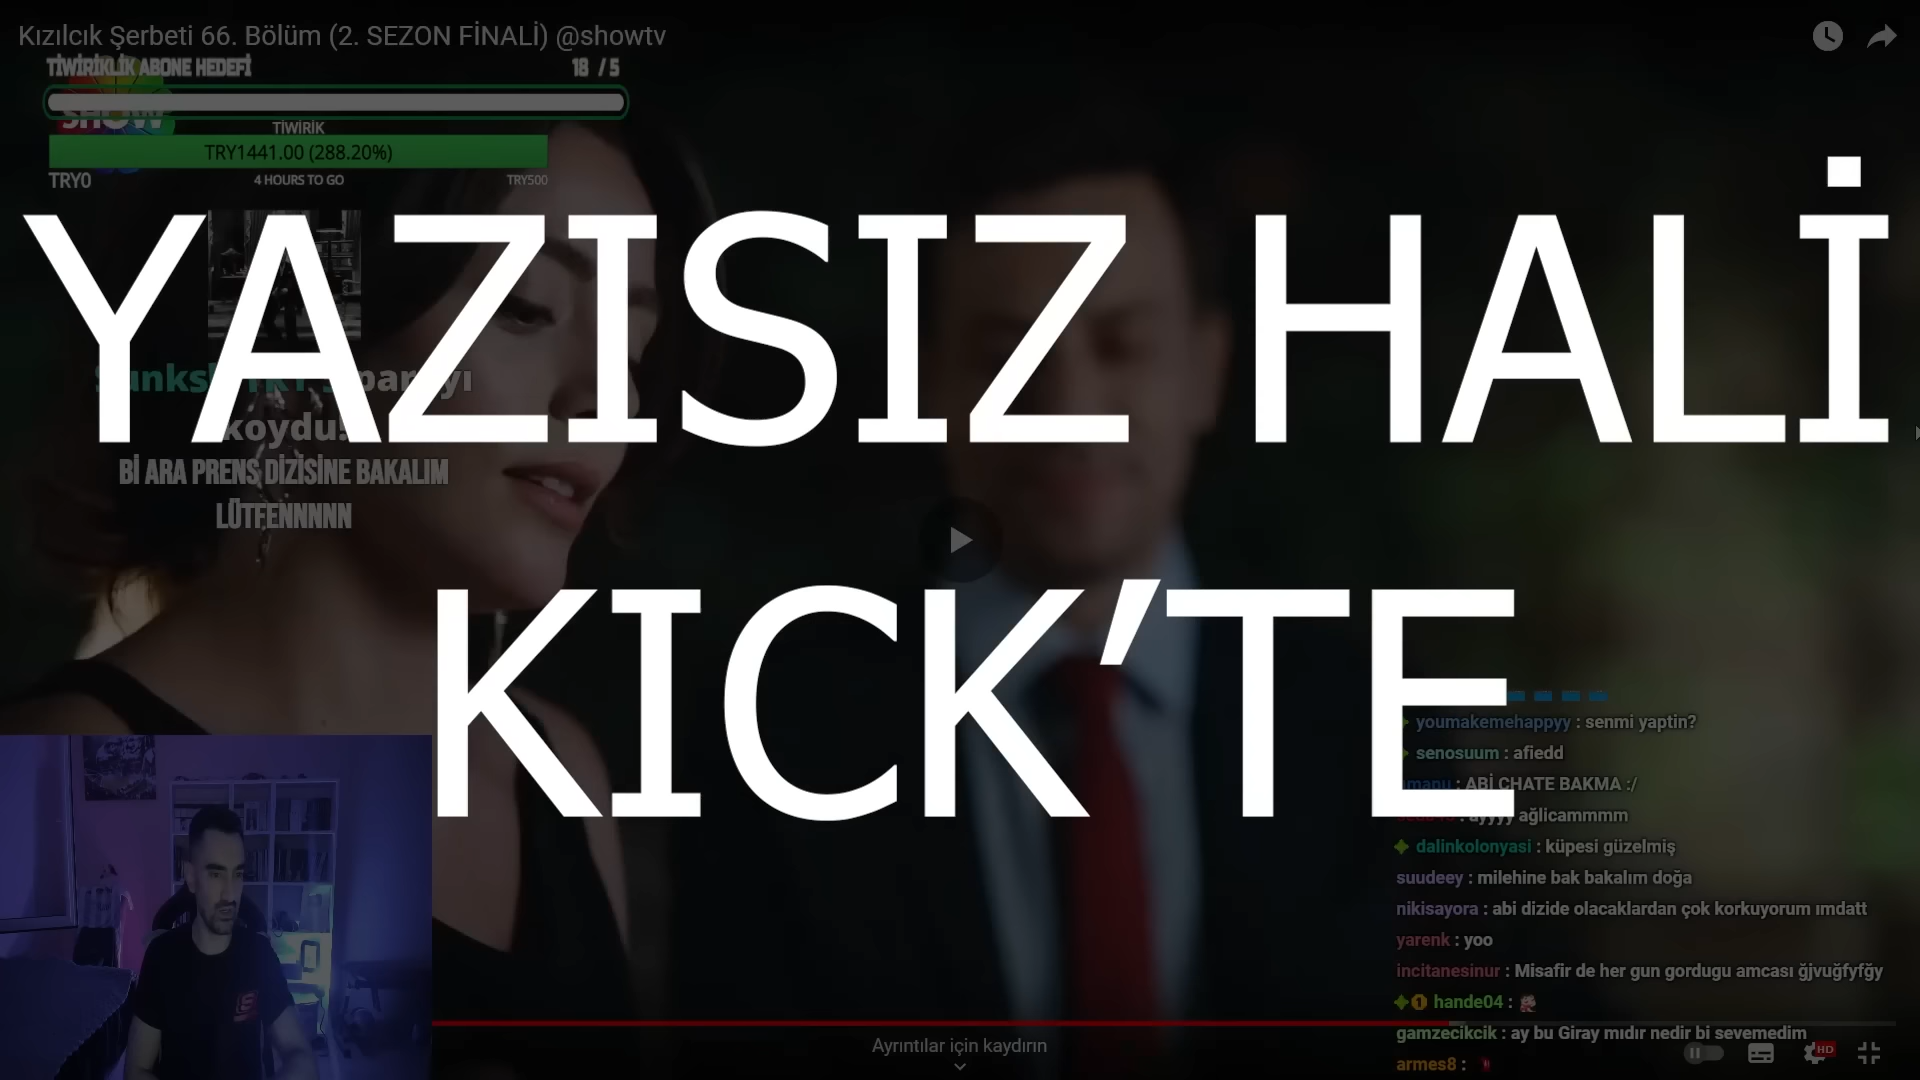 Kızılcık Şerbeti 66. Bölüm (2. SEZON FİNALİ) @showtv
TİWİRİKLİK ABONE HEDEFİ 18 / 5
SHOW
TİWİRİK
TRY1441.00 (288.20%)
TRY0 4 HOURS TO GO TRY500
YAZISIZ HALİ
koydu!
Bİ ARA PRENS DİZİSİNE BAKALIM
LÜTFENNNNN
KICK’TE
youmakemehappyy : senmi yaptin?
senosuum : afiedd
: ABİ CHATE BAKMA :/
: ayyyy ağlicammmm
dalinkolonyasi : küpesi güzelmiş
suudeey : milehine bak bakalım doğa
nikisayora : abi dizide olacaklardan çok korkuyorum ımdatt
yarenk : yoo
incitanesinur : Misafir de her gun gordugu amcası ğjvuğfyfğy
1 hande04 :
gamzecikcik : ay bu Giray mıdır nedir bi sevemedim
armes8 :
Ayrıntılar için kaydırın
HD